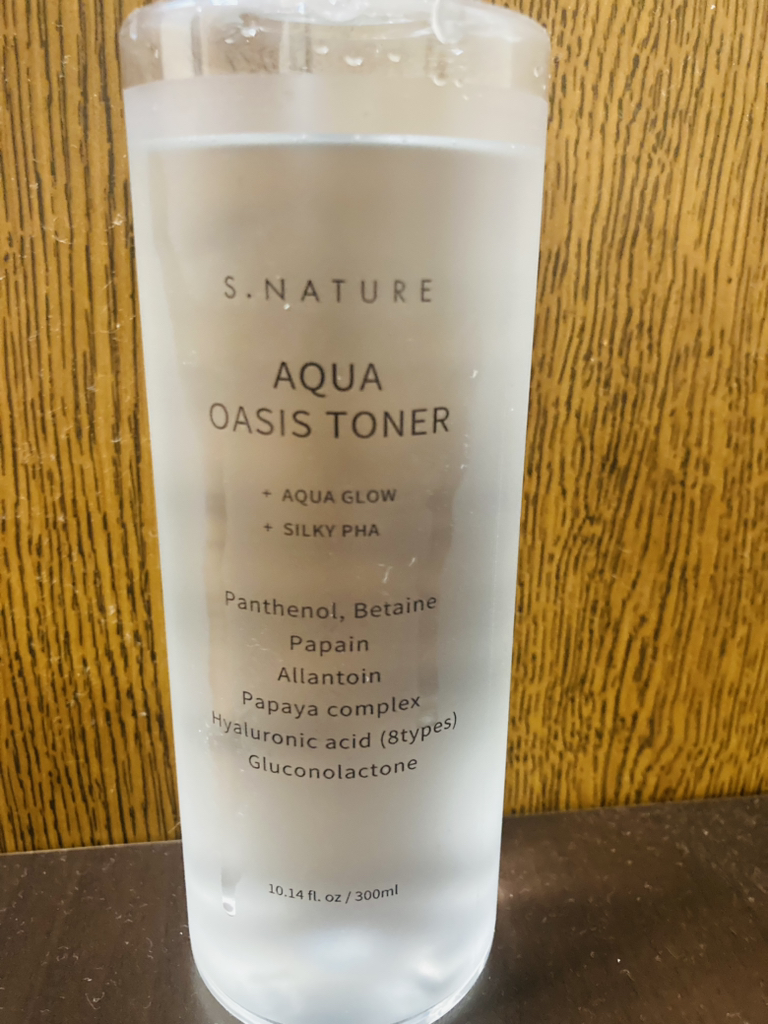 S.NATURE
AQUA
OASIS TONER
+ AQUA GLOW
+ SILKY PHA
Panthenol, Betaine
Papain
Allantoin
Papaya complex
Hyaluronic acid (8types)
Gluconolactone
10.14 fl. oz / 300ml